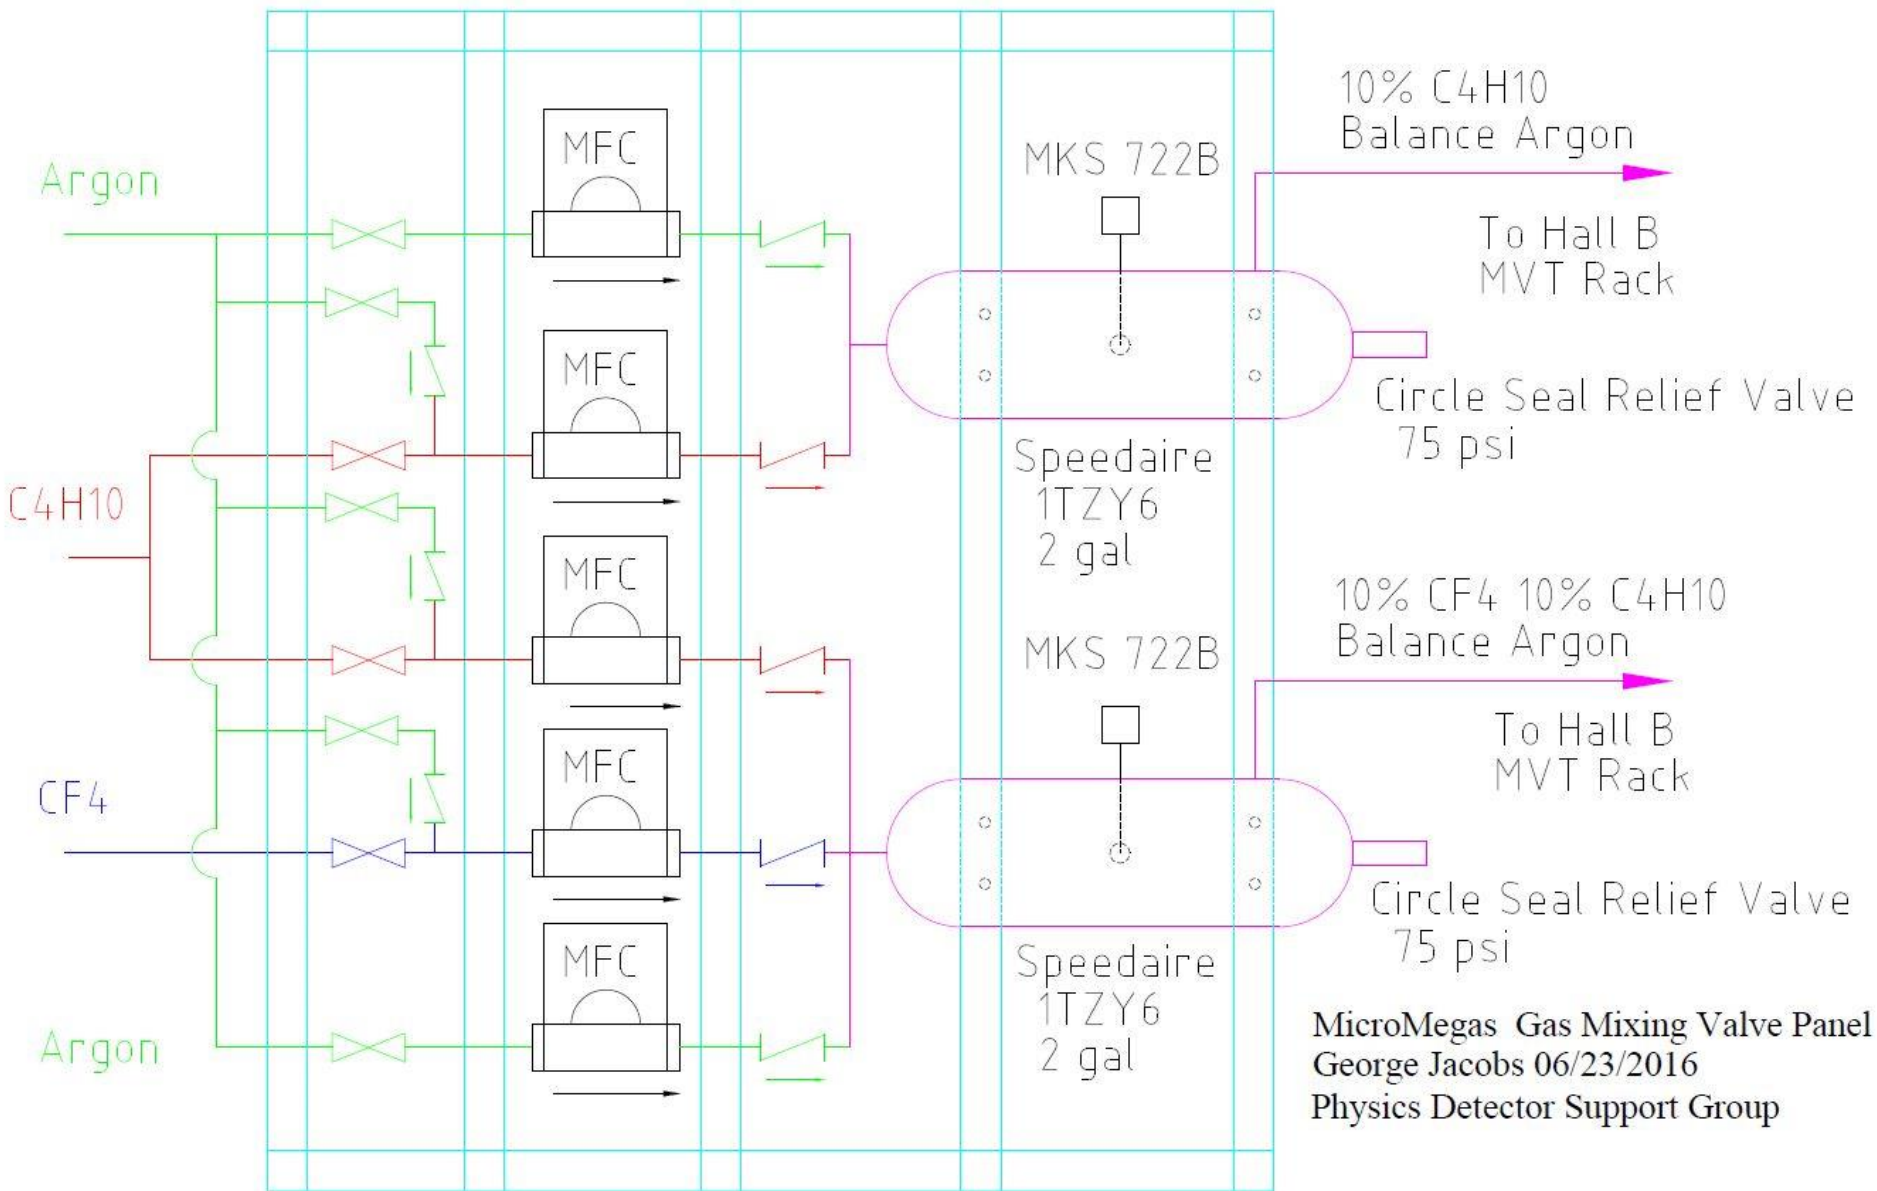 10% C4H10
Balance Argon
MFC
MKS 722B
Argon
To Hall B
MVT Rack
MFC
Circle Seal Relief Valve
75 psi
Speedaire
1TZY6
2 gal
C4H10
MFC
10% CF4 10% C4H10
Balance Argon
MKS 722B
To Hall B
MVT Rack
MFC
CF4
Circle Seal Relief Valve
75 psi
MFC
Speedaire
1TZY6
2 gal
Argon
MicroMegas Gas Mixing Valve Panel
George Jacobs 06/23/2016
Physics Detector Support Group